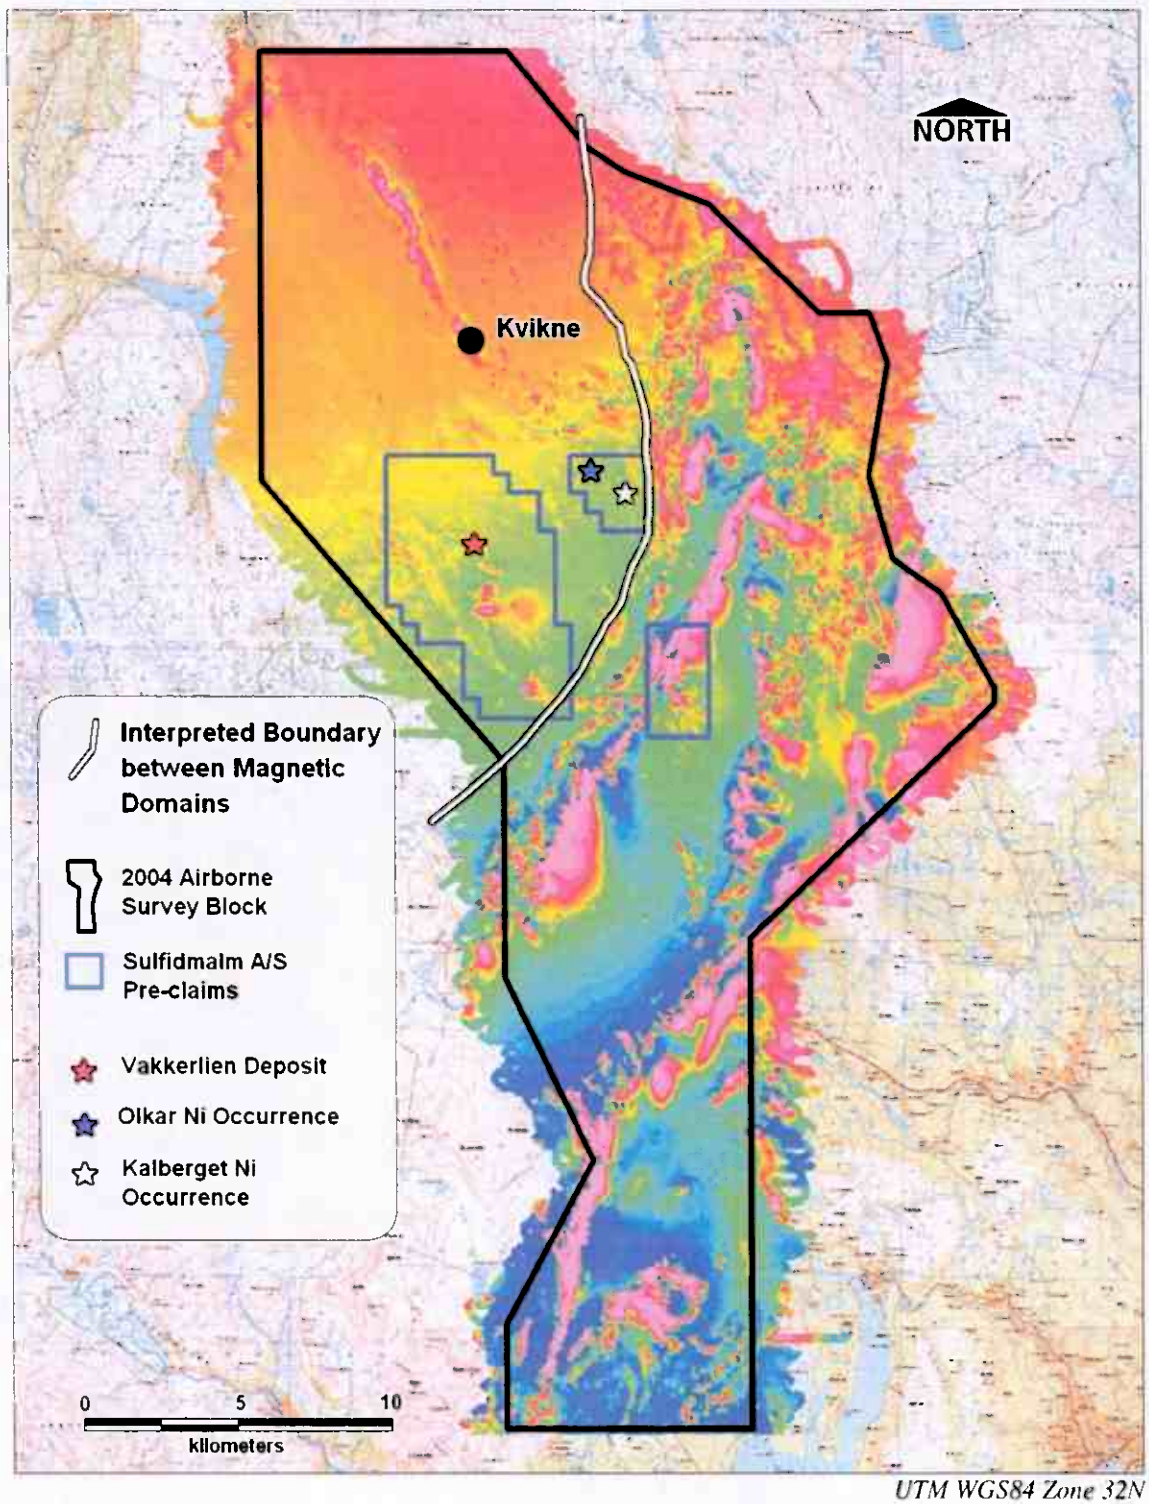 NORTH
Kvikne
Interpreted Boundary
between Magnetic
Domains
2004 Airborne
Survey Block
Sulfidmalm A/S
Pre-claims
Vakkerlien Deposit
Olkar Ni Occurrence
Kalberget Ni
Occurrence
0 5 10
kilometers
UTM WGS84 Zone 32N